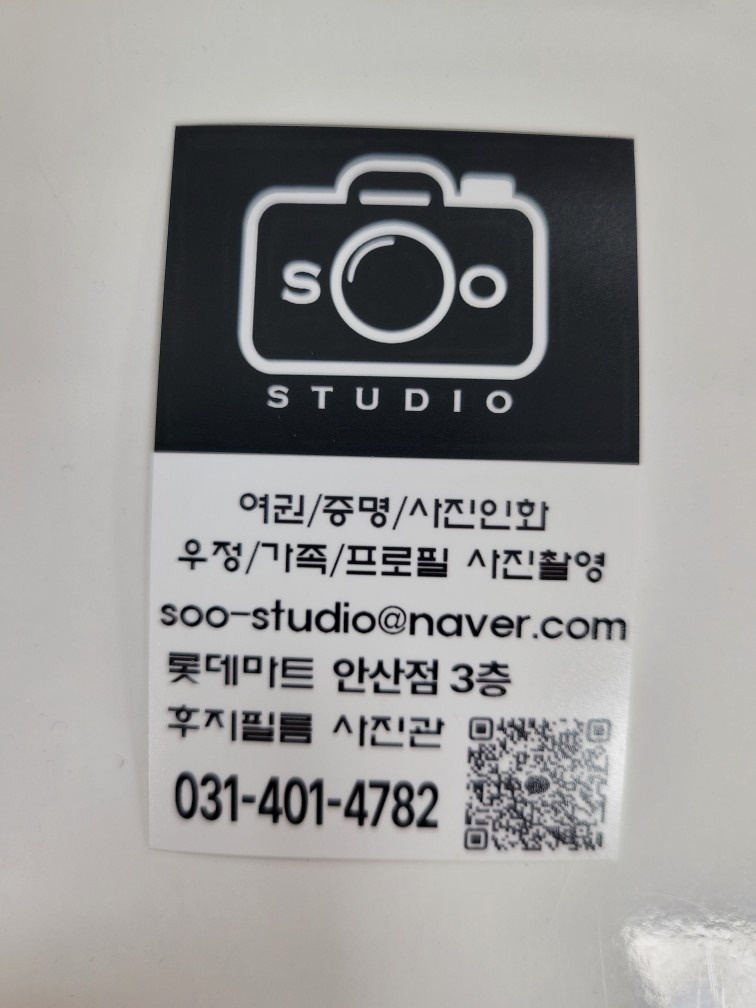 SOO
STUDIO
여권/증명/사진인화
우정/가족/프로필 사진촬영
soo-studio@naver.com
롯데마트 안산점 3층
후지필름 사진관
031-401-4782